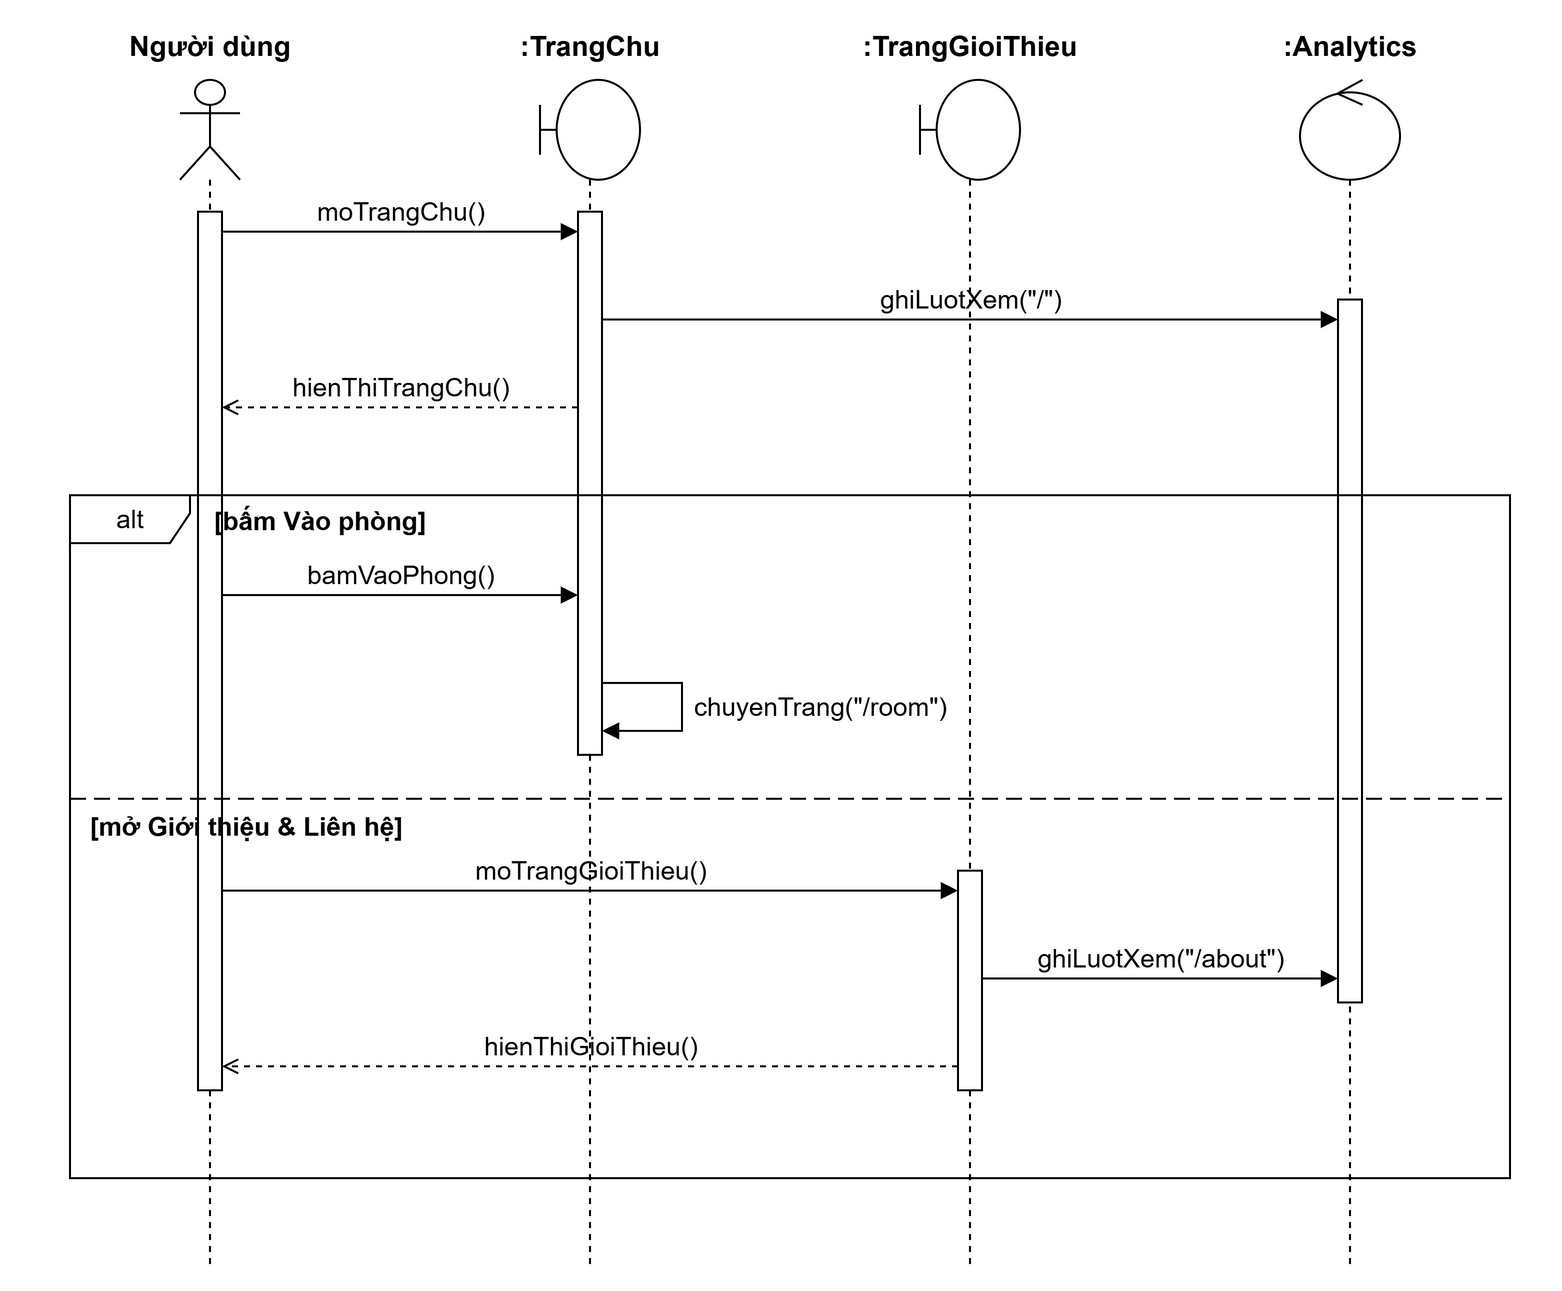 Người dùng
:TrangChu
:TrangGioiThieu
:Analytics
moTrangChu()
ghiLuotXem("/")
hienThiTrangChu()
alt
[bấm Vào phòng]
bamVaoPhong()
chuyenTrang("/room")
[mở Giới thiệu & Liên hệ]
moTrangGioiThieu()
ghiLuotXem("/about")
hienThiGioiThieu()